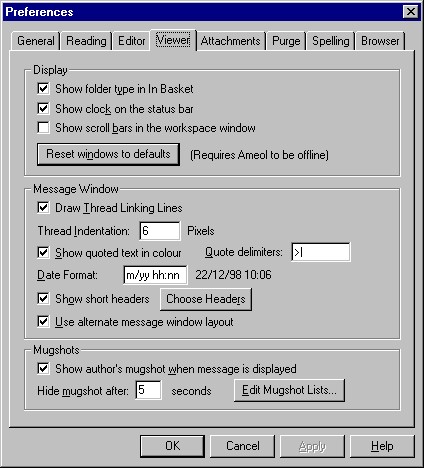 Preferences
General Reading Editor Viewer Attachments Purge Spelling Browser
Display
Show folder type in In Basket
Show clock on the status bar
Show scroll bars in the workspace window
Reset windows to defaults (Requires Ameol to be offline)
Message Window
Draw Thread Linking Lines
Thread Indentation: 6 Pixels
Show quoted text in colour Quote delimiters: >|
Date Format: m/yy hh:nn 22/12/98 10:06
Show short headers Choose Headers
Use alternate message window layout
Mugshots
Show author's mugshot when message is displayed
Hide mugshot after: 5 seconds Edit Mugshot Lists...
OK Cancel Apply Help